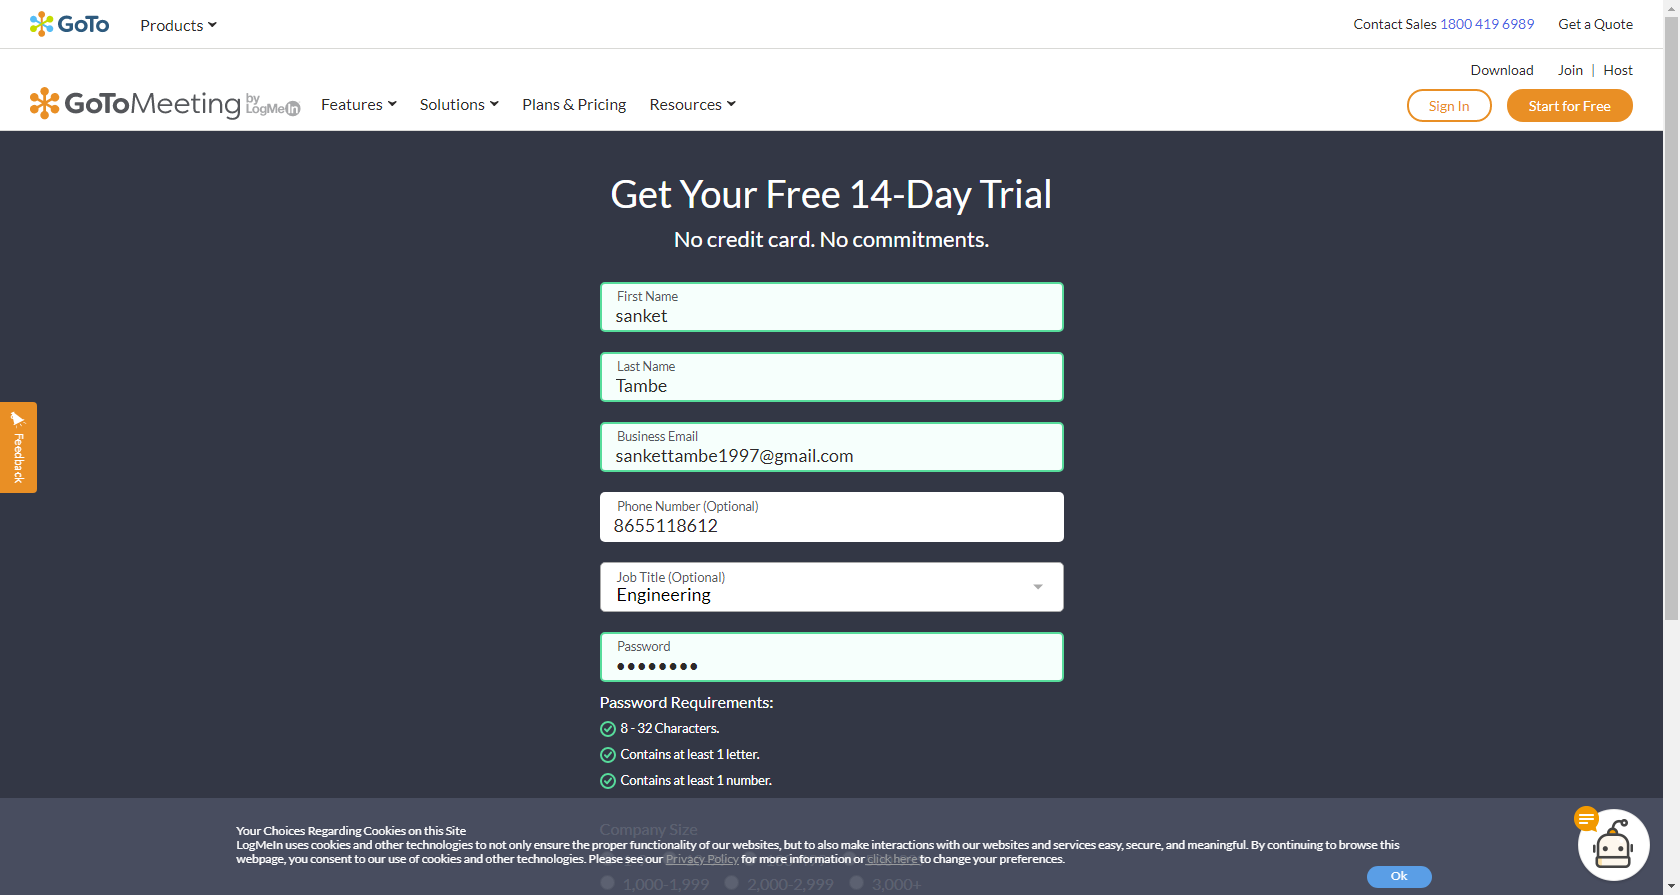 GoTo
Products
Contact Sales 1800 419 6989
Get a Quote
Download
Join | Host
GoToMeeting by LogMeIn
Features
Solutions
Plans & Pricing
Resources
Sign In
Start for Free
Get Your Free 14-Day Trial
No credit card. No commitments.
First Name
sanket
Last Name
Tambe
Business Email
sankettambe1997@gmail.com
Feedback
Phone Number (Optional)
8655118612
Job Title (Optional)
Engineering
Password
Password Requirements:
8 - 32 Characters.
Contains at least 1 letter.
Contains at least 1 number.
Company Size
Your Choices Regarding Cookies on this Site
LogMeIn uses cookies and other technologies to not only ensure the proper functionality of our websites, but to also make interactions with our websites and services easy, secure, and meaningful. By continuing to browse this
webpage, you consent to our use of cookies and other technologies. Please see our Privacy Policy for more information or click here to change your preferences.
Ok
1,000-1,999
2,000-2,999
3,000+